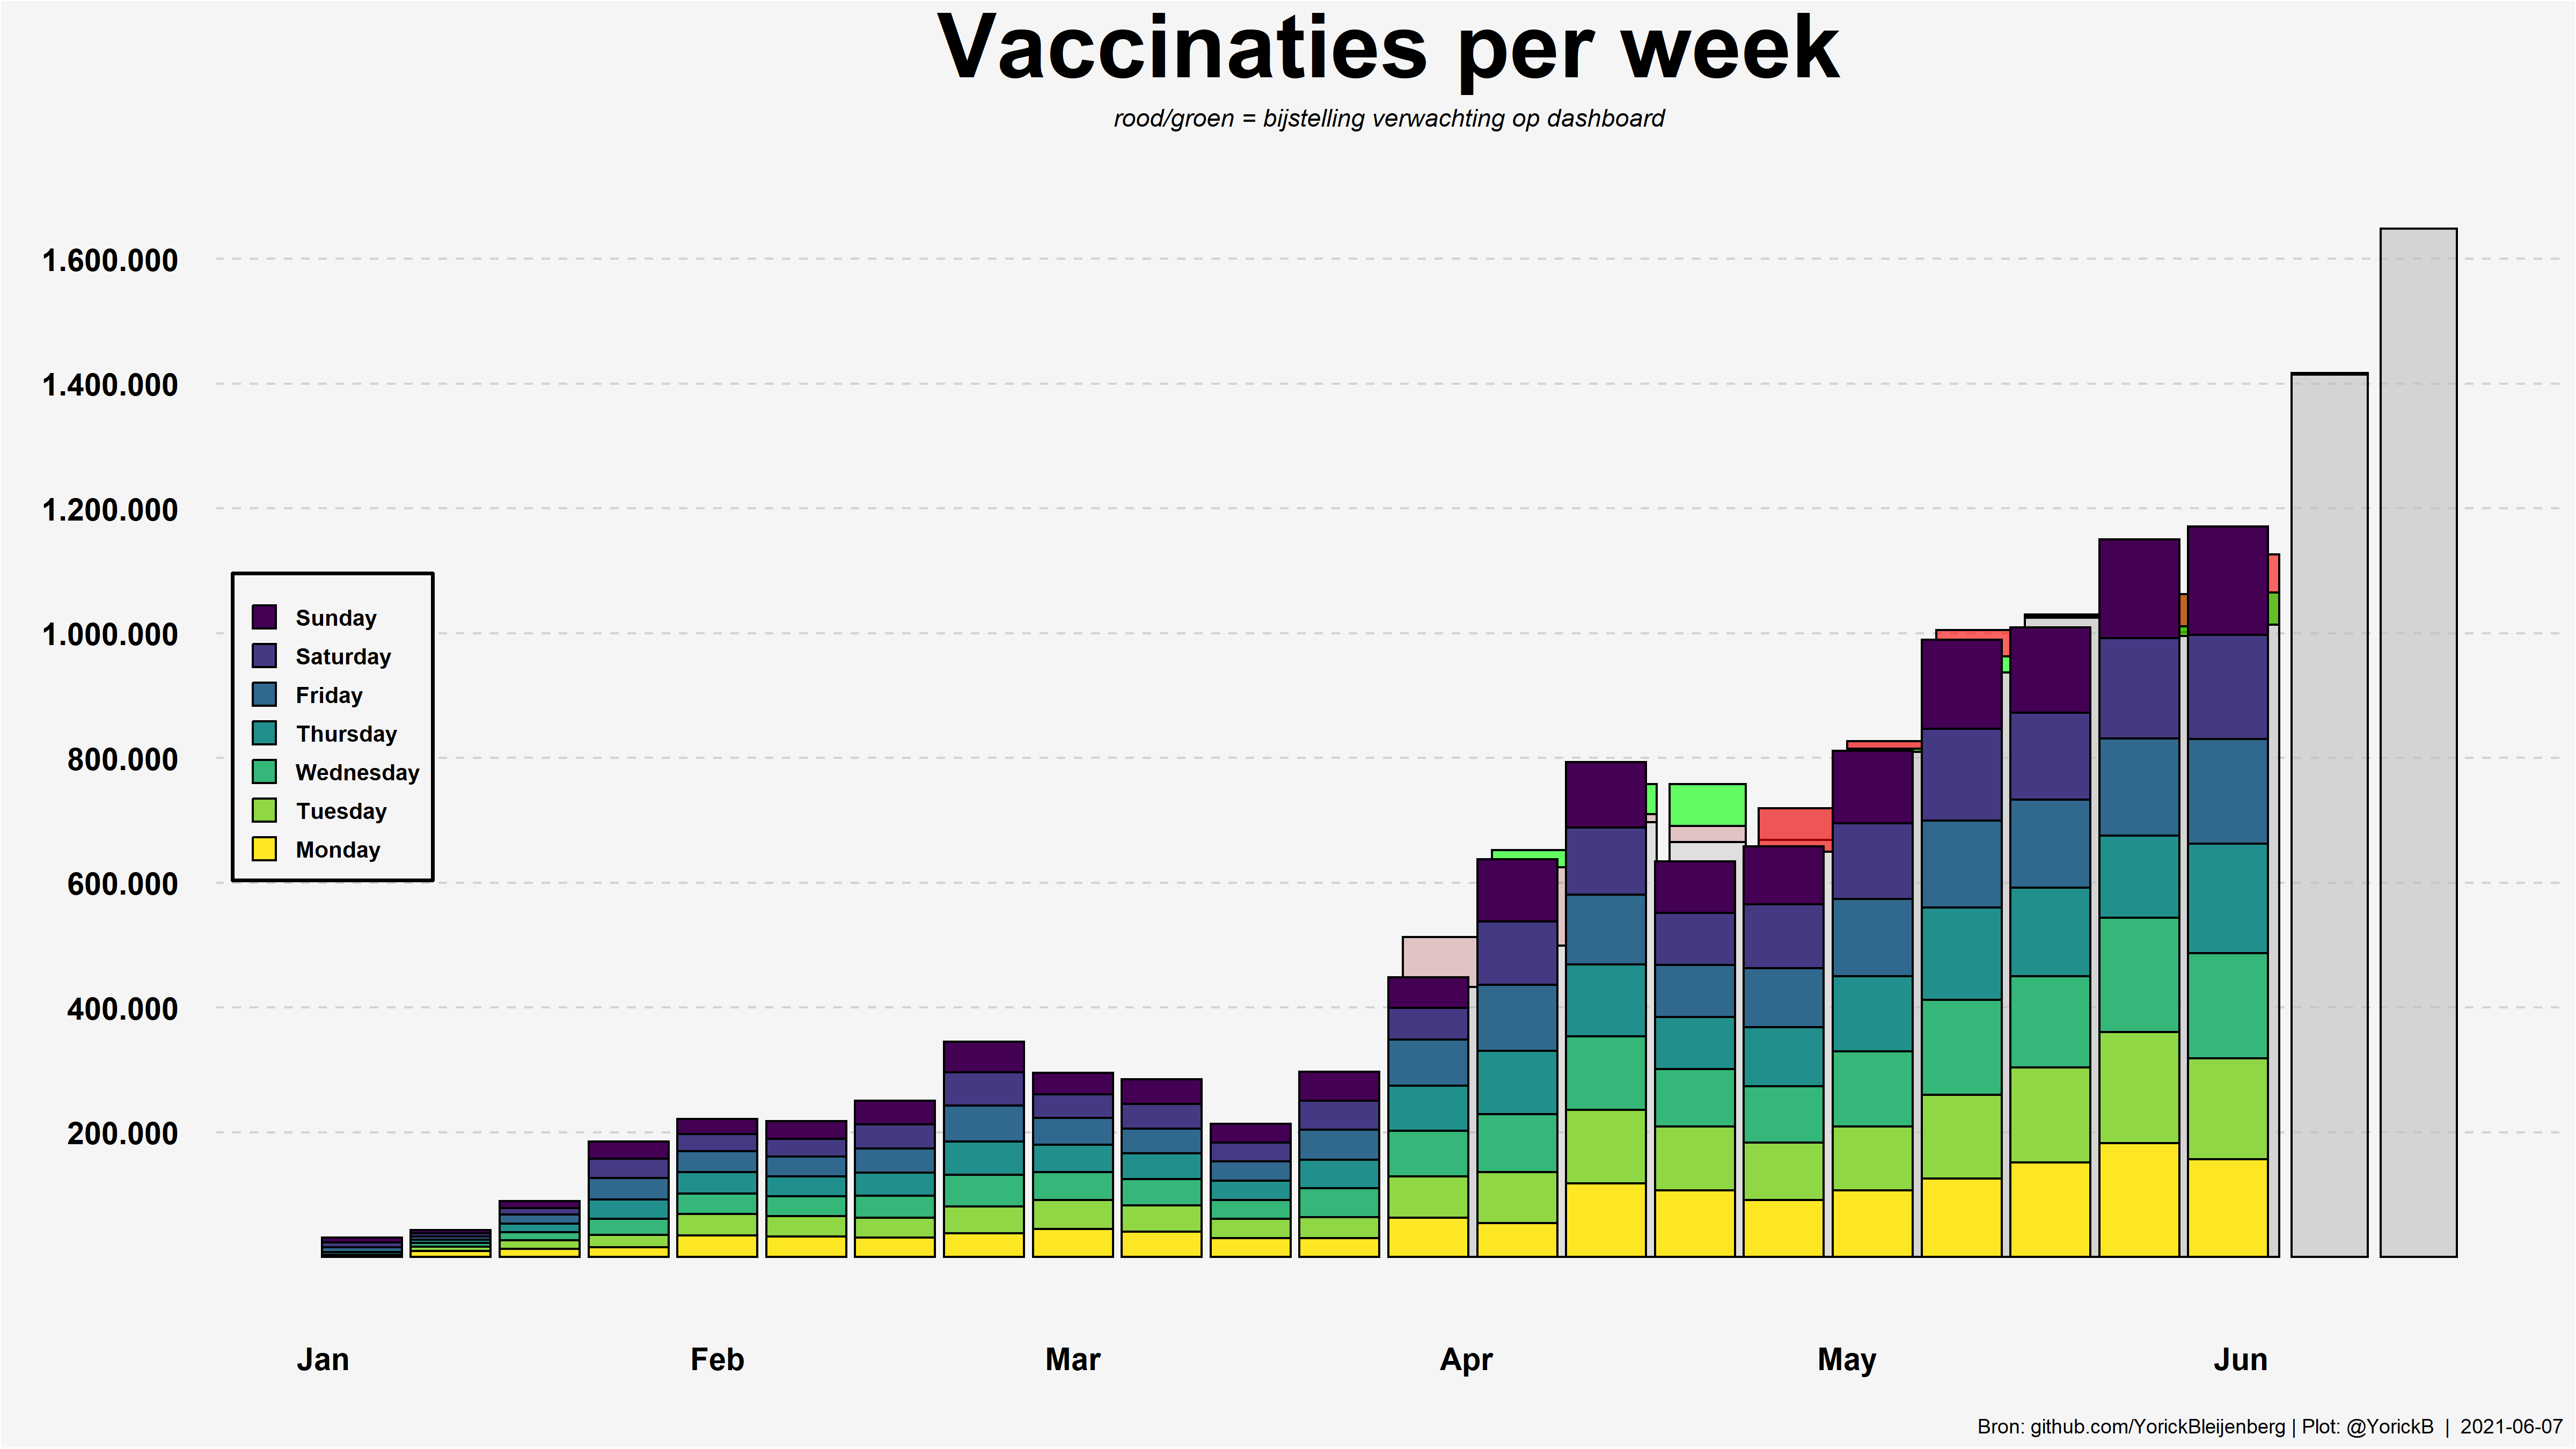 Vaccinaties per week
rood/groen = bijstelling verwachting op dashboard
1.600.000
1.400.000
1.200.000
1.000.000
800.000
600.000
400.000
200.000
Sunday
Saturday
Friday
Thursday
Wednesday
Tuesday
Monday
Jan Feb Mar Apr May Jun
Bron: github.com/YorickBleijenberg | Plot: @YorickB | 2021-06-07